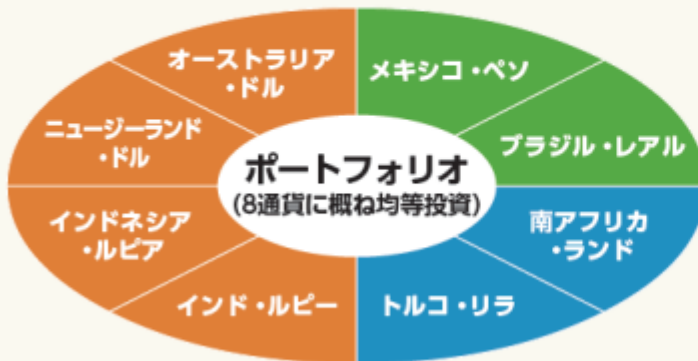 オーストラリア
・ドル
メキシコ・ペソ
ニュージーランド
・ドル
ブラジル・レアル
ポートフォリオ
(8通貨に概ね均等投資)
インドネシア
・ルピア
南アフリカ
・ランド
インド・ルピー
トルコ・リラ